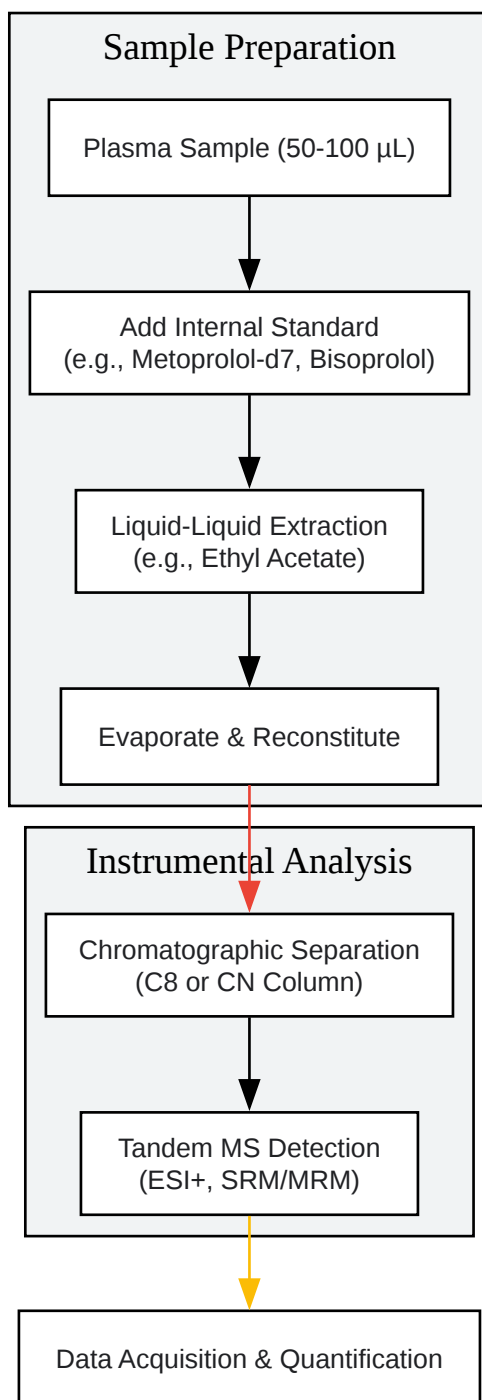 Sample Preparation
Plasma Sample (50-100 µL)
Add Internal Standard
(e.g., Metoprolol-d7, Bisoprolol)
Liquid-Liquid Extraction
(e.g., Ethyl Acetate)
Evaporate & Reconstitute
Instrumental Analysis
Chromatographic Separation
(C8 or CN Column)
Tandem MS Detection
(ESI+, SRM/MRM)
Data Acquisition & Quantification